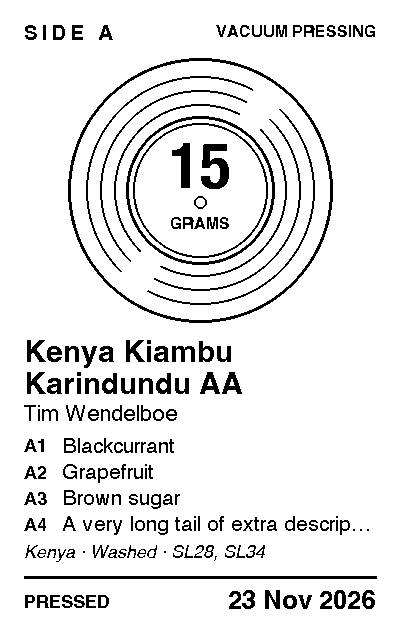 SIDE A
VACUUM PRESSING
15
GRAMS
Kenya Kiambu
Karindundu AA
Tim Wendelboe
A1 Blackcurrant
A2 Grapefruit
A3 Brown sugar
A4 A very long tail of extra descrip...
Kenya · Washed · SL28, SL34
PRESSED 23 Nov 2026